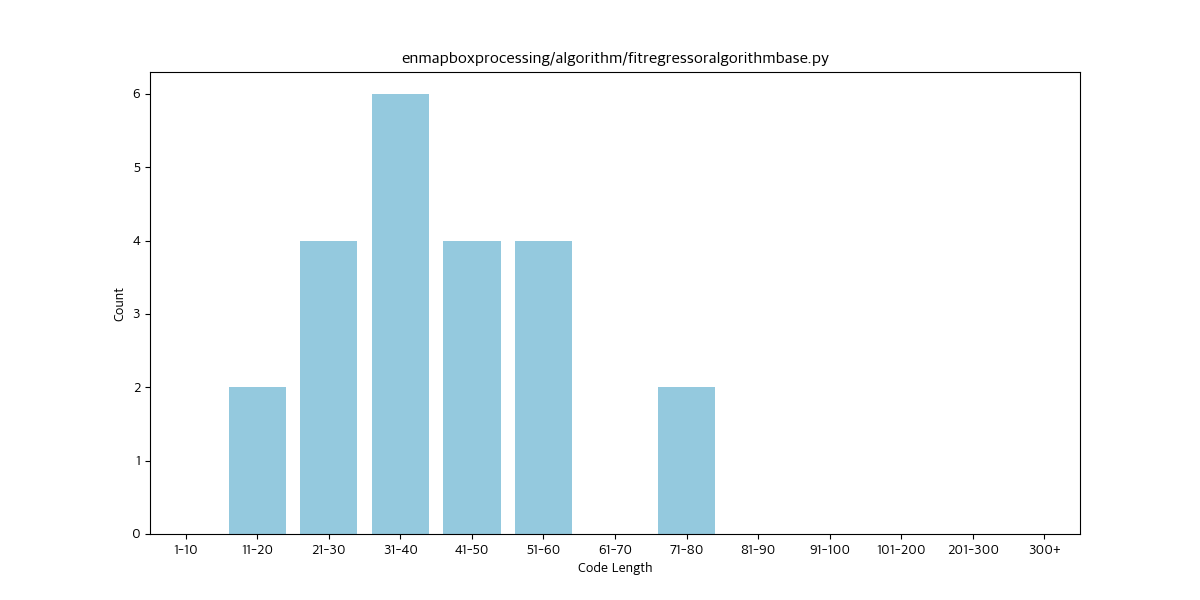 enmapboxprocessing/algorithm/fitregressoralgorithmbase.py
Count
6
5
4
3
2
1
0
1-10 11-20 21-30 31-40 41-50 51-60 61-70 71-80 81-90 91-100 101-200 201-300 300+
Code Length